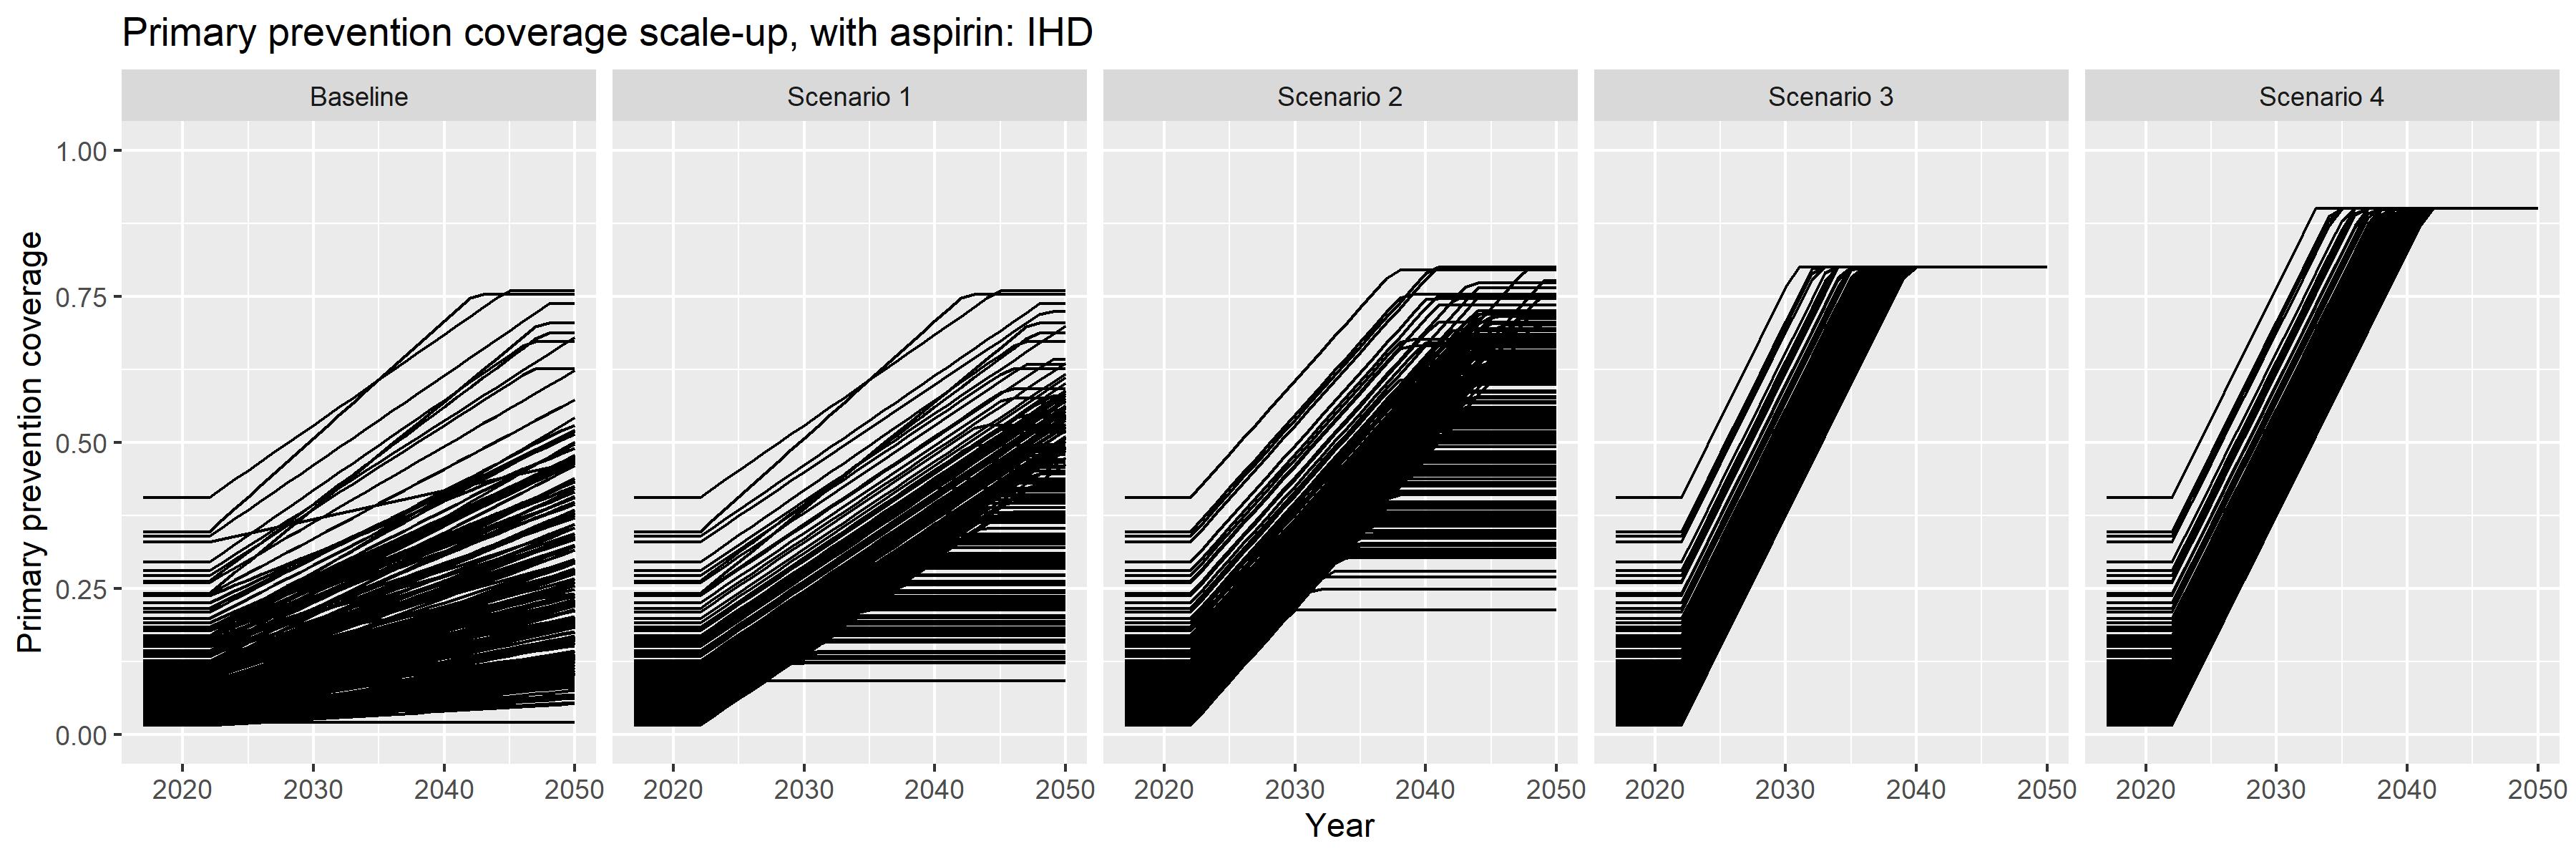 Primary prevention coverage scale-up, with aspirin: IHD
Baseline
Scenario 1
Scenario 2
Scenario 3
Scenario 4
Primary prevention coverage
1.00
0.75
0.50
0.25
0.00
2020 2030 2040 2050
2020 2030 2040 2050
2020 2030 2040 2050
2020 2030 2040 2050
2020 2030 2040 2050
Year